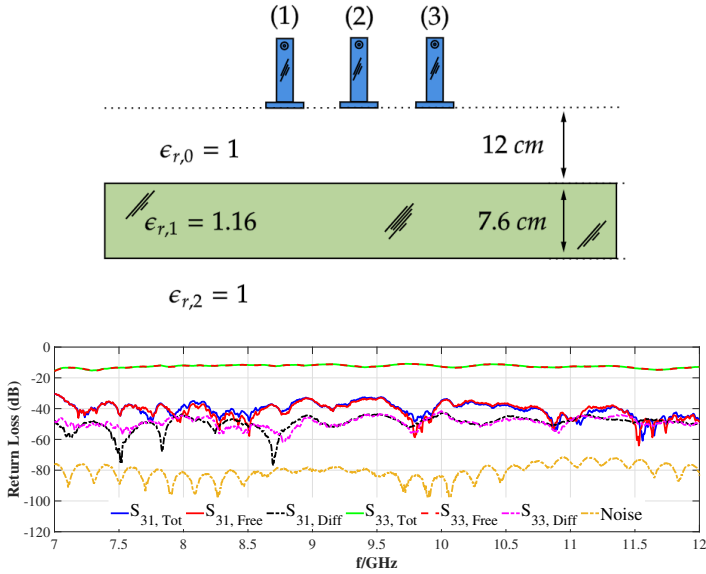 (1) (2) (3)
ϵr,0 = 1
12 cm
ϵr,1 = 1.16
7.6 cm
ϵr,2 = 1
0
-20
-40
-60
-80
-100
-120
Return Loss (dB)
S31, Tot S31, Free S31, Diff S33, Tot S33, Free S33, Diff Noise
7 7.5 8 8.5 9 9.5 10 10.5 11 11.5 12
f/GHz